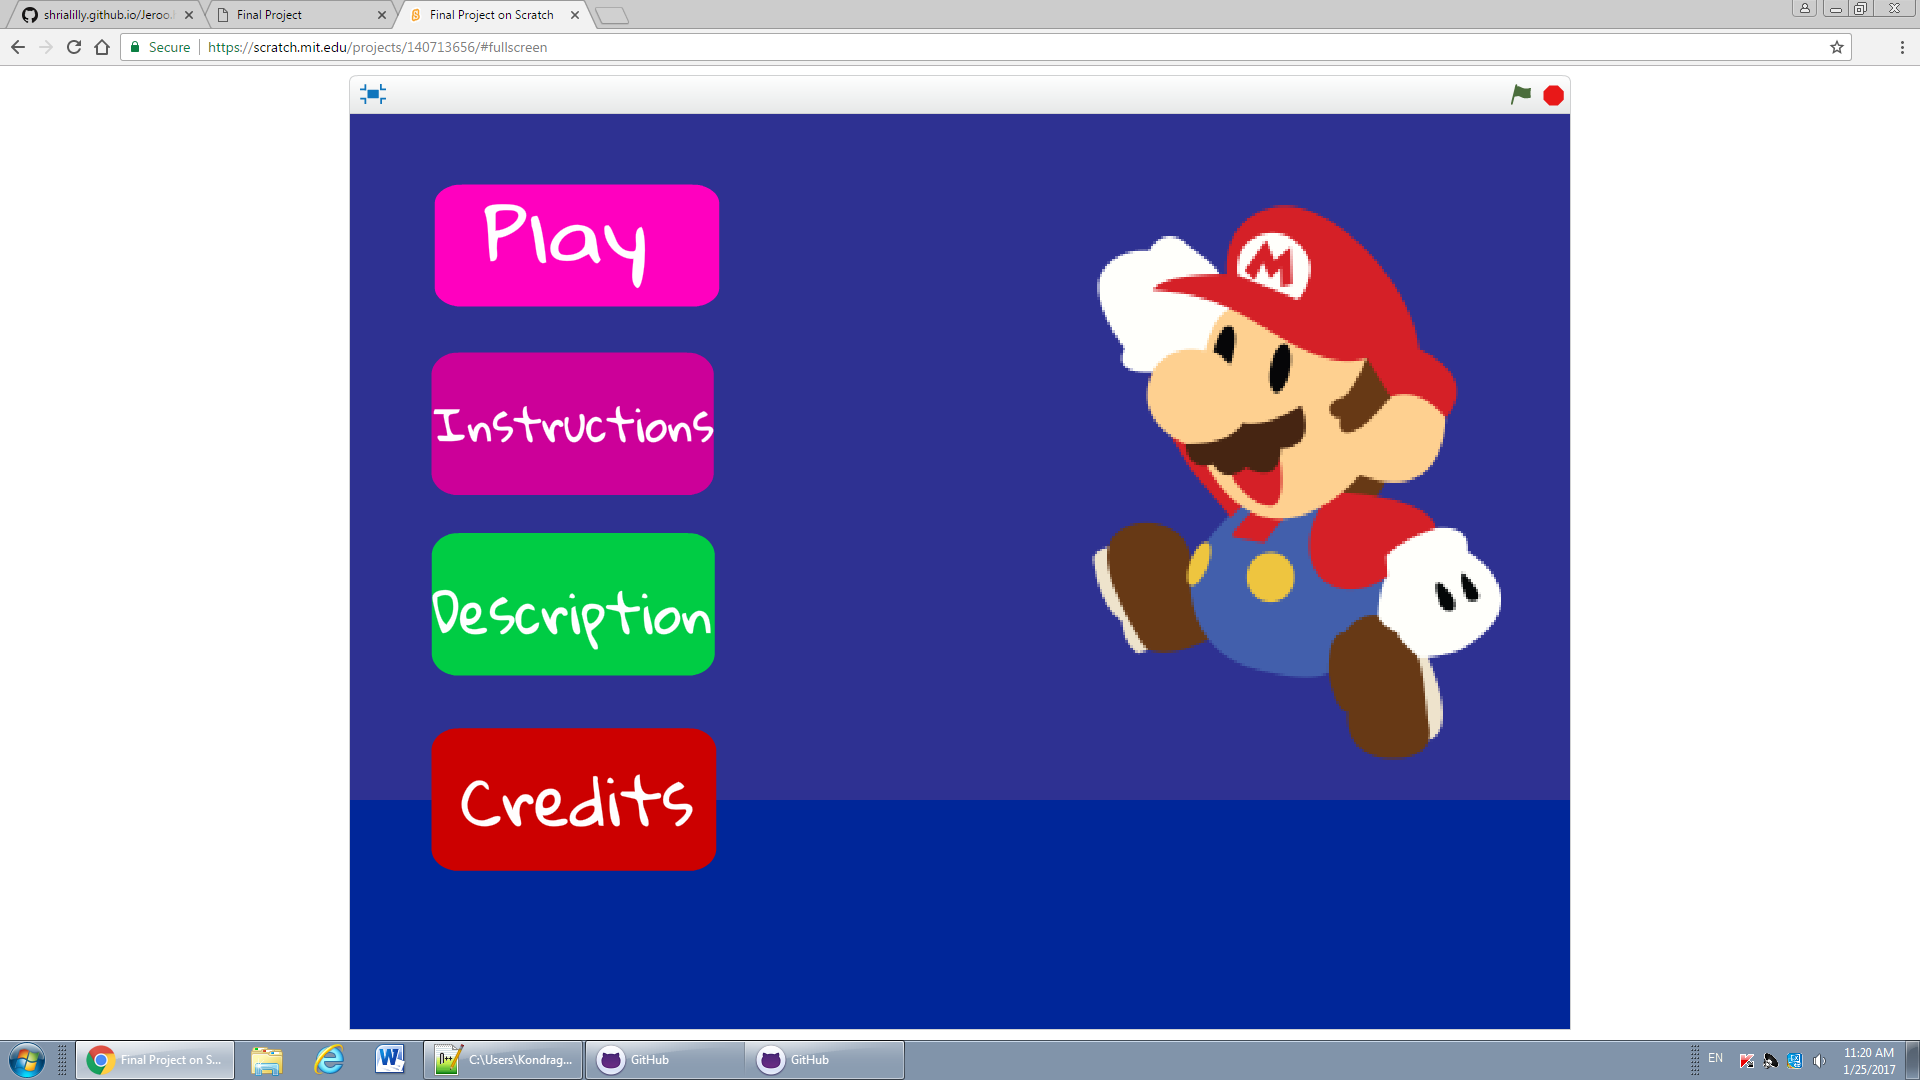 shrialilly.github.io/Jeroo.
Final Project
Final Project on Scratch
Secure
https://scratch.mit.edu/projects/140713656/#fullscreen
Play
M
Instructions
Description
Credits
Final Project on S...
C:\Users\Kondrag...
GitHub
GitHub
EN
11:20 AM
1/25/2017